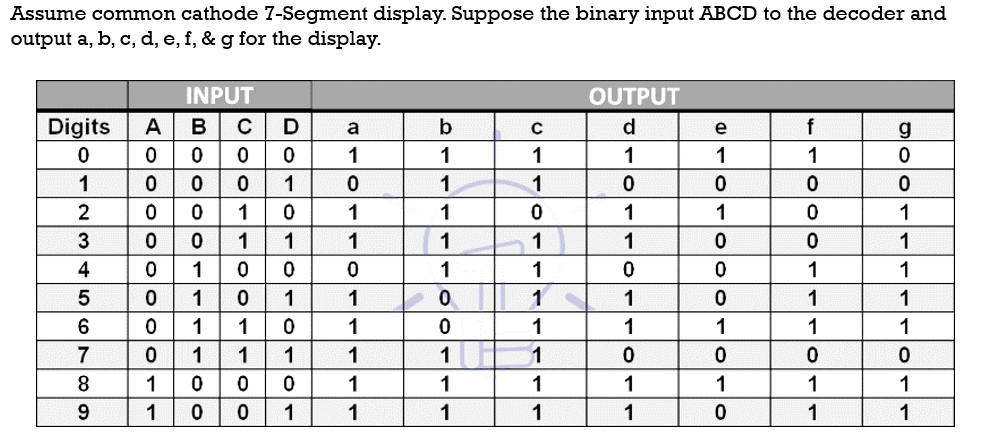 Assume common cathode 7-Segment display. Suppose the binary input ABCD to the decoder and
output a, b, c, d, e, f, & g for the display.
INPUT OUTPUT
Digits A B C D a b c d e f g
0 0 0 0 0 1 1 1 1 1 1 0
1 0 0 0 1 0 1 1 0 0 0 0
2 0 0 1 0 1 1 0 1 1 0 1
3 0 0 1 1 1 1 1 1 0 0 1
4 0 1 0 0 0 1 1 0 0 1 1
5 0 1 0 1 1 0 1 1 0 1 1
6 0 1 1 0 1 0 1 1 1 1 1
7 0 1 1 1 1 1 1 0 0 0 0
8 1 0 0 0 1 1 1 1 1 1 1
9 1 0 0 1 1 1 1 1 0 1 1